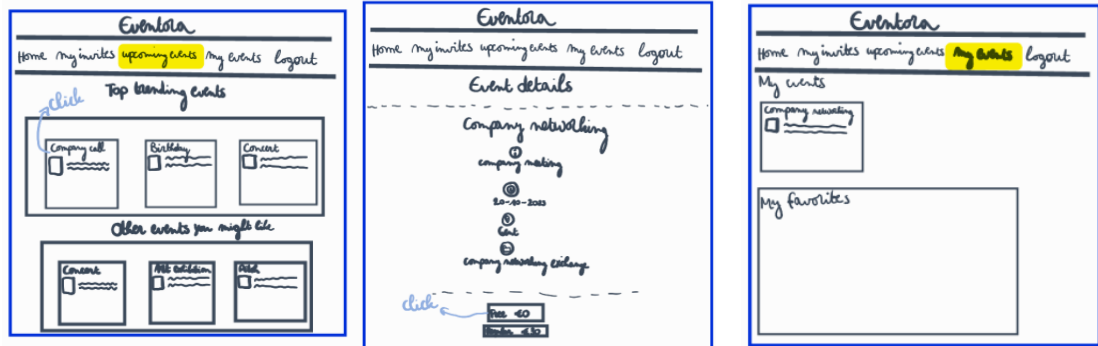 Eventora
Home my invites upcoming events my events logout
Top trending events
click
Company call
Birthday
Concert
Other events you might like
Concert
Art Exhibition
Eventora
Home my invites upcoming events my events logout
Event details
Company networking
company meeting
20-10-2023
Gent
company networking exchange
click
Free €0
Eventora
Home my invites upcoming events my events logout
My events
Company networking
My favorites